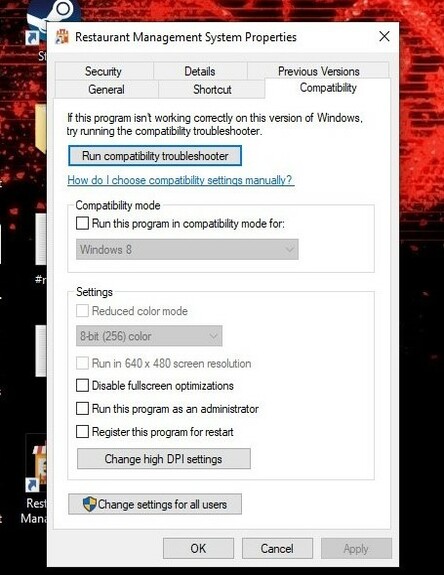 Restaurant Management System Properties
Security Details Previous Versions
General Shortcut Compatibility
If this program isn't working correctly on this version of Windows,
try running the compatibility troubleshooter.
Run compatibility troubleshooter
How do I choose compatibility settings manually?
Compatibility mode
Run this program in compatibility mode for:
Windows 8
Settings
Reduced color mode
8-bit (256) color
Run in 640 x 480 screen resolution
Disable fullscreen optimizations
Run this program as an administrator
Register this program for restart
Change high DPI settings
Change settings for all users
OK Cancel Apply